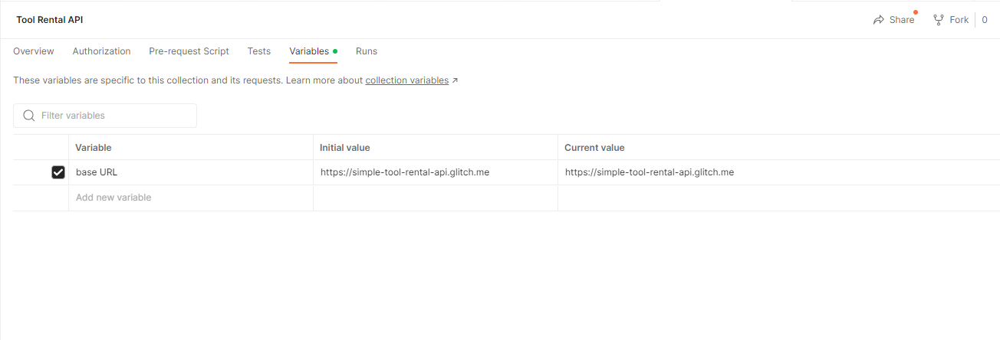 Tool Rental API
Share
Fork 0
Overview Authorization Pre-request Script Tests Variables Runs
These variables are specific to this collection and its requests. Learn more about collection variables ↗
Filter variables
Variable Initial value Current value
base URL https://simple-tool-rental-api.glitch.me https://simple-tool-rental-api.glitch.me
Add new variable